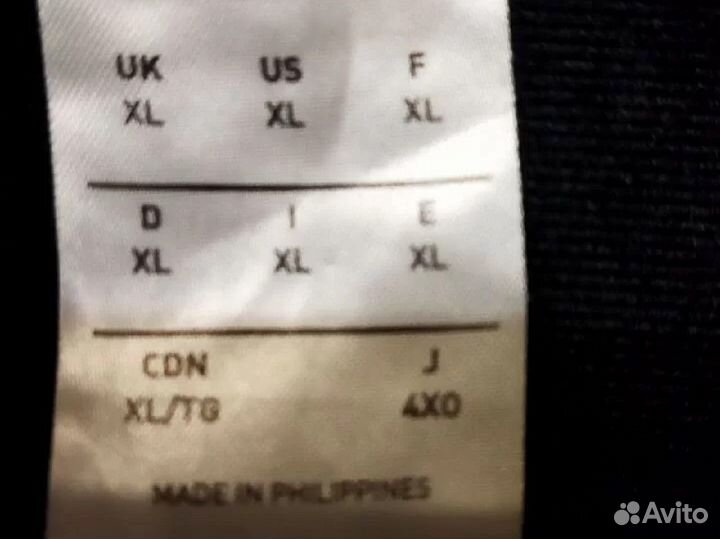 UK US F
XL XL XL
D I E
XL XL XL
CDN J
XL/TG 4XO
MADE IN PHILIPPINES
Avito